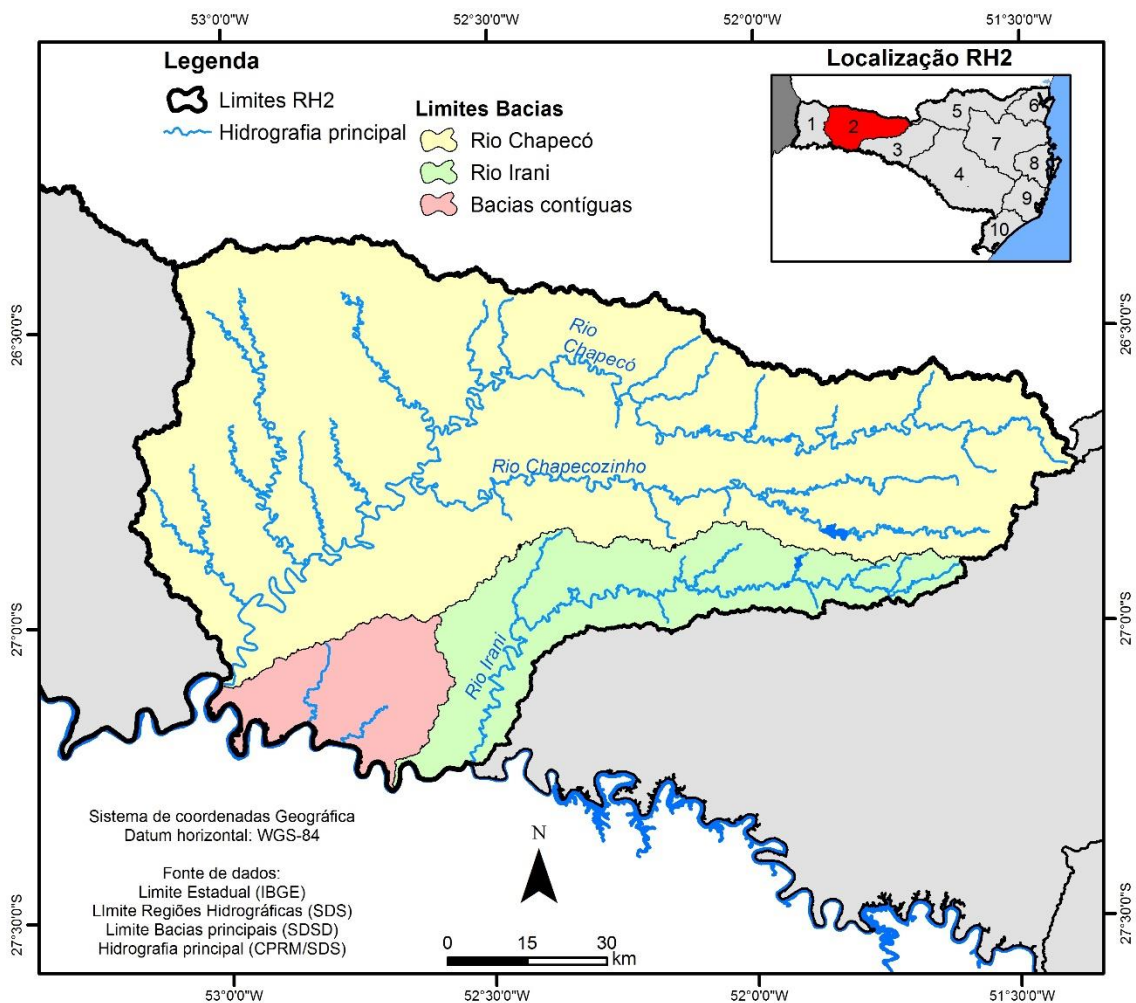 53°0'0"W
52°30'0"W
52°0'0"W
51°30'0"W
Legenda
Limites RH2
Hidrografia principal
Limites Bacias
Rio Chapecó
Rio Irani
Bacias contíguas
Localização RH2
1
2
3
4
5
6
7
8
9
10
26°30'0"S
26°30'0"S
Rio
Chapecó
Rio Chapecozinho
27°0'0"S
27°0'0"S
Rio Irani
Sistema de coordenadas Geográfica
Datum horizontal: WGS-84
Fonte de dados:
Limite Estadual (IBGE)
LImite Regiões Hidrográficas (SDS)
Limite Bacias principais (SDSD)
Hidrografia principal (CPRM/SDS)
N
0
15
30
km
27°30'0"S
27°30'0"S
53°0'0"W
52°30'0"W
52°0'0"W
51°30'0"W